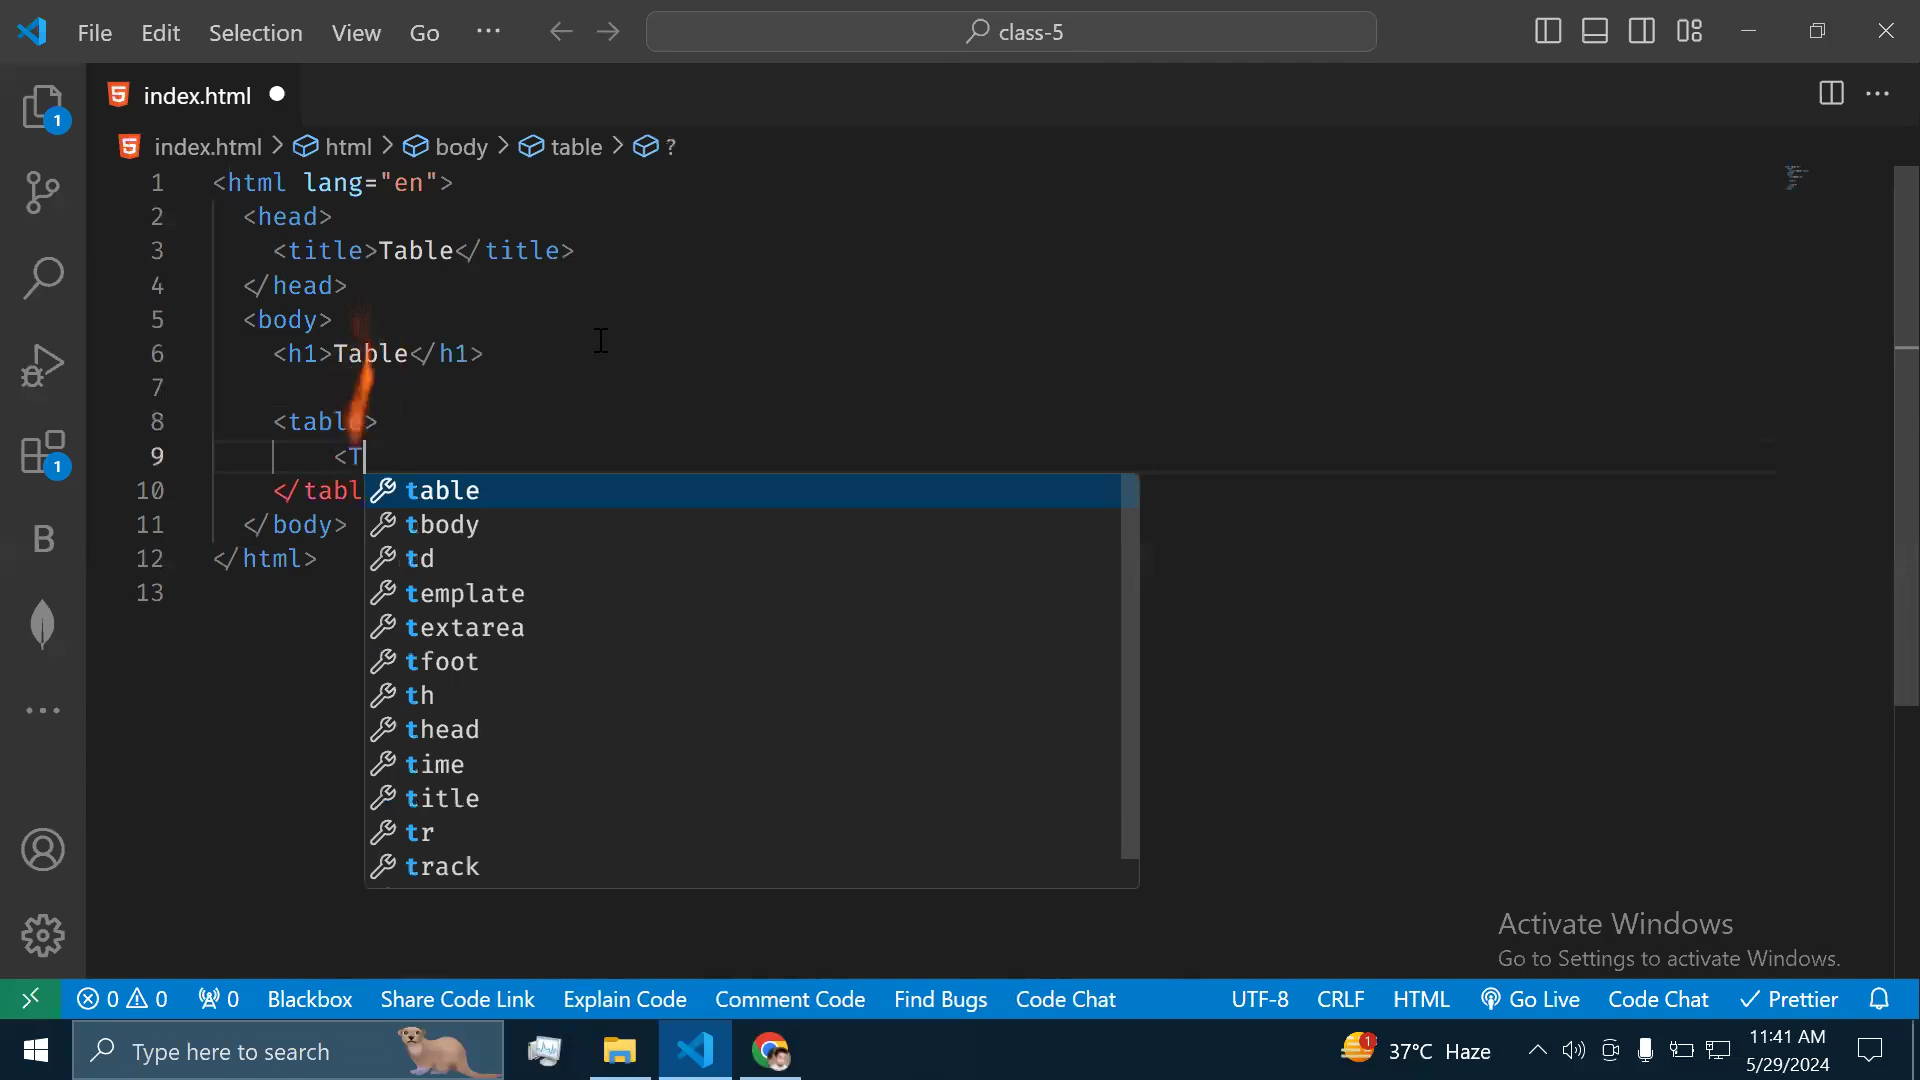 File Edit Selection View Go ··· class-5
index.html
index.html > html > body > table > ?
1 <html lang="en">
2 <head>
3 <title>Table</title>
4 </head>
5 <body>
6 <h1>Table</h1>
7
8 <table>
9 <T
10 </tabl
11 </body>
12 </html>
13
table
tbody
td
template
textarea
tfoot
th
thead
time
title
tr
track
1
1
B
Activate Windows
Go to Settings to activate Windows.
0 0 0 Blackbox Share Code Link Explain Code Comment Code Find Bugs Code Chat UTF-8 CRLF HTML Go Live Code Chat Prettier
Type here to search 1 37°C Haze 11:41 AM
5/29/2024